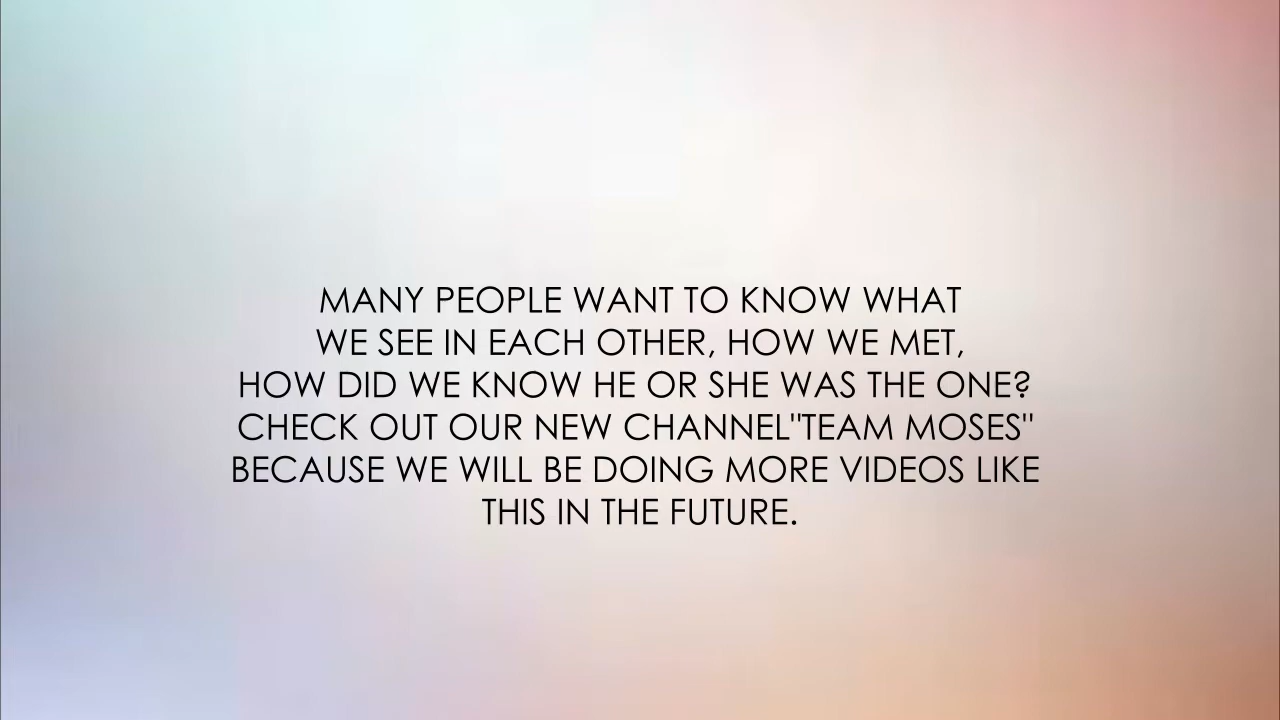 MANY PEOPLE WANT TO KNOW WHAT
WE SEE IN EACH OTHER, HOW WE MET,
HOW DID WE KNOW HE OR SHE WAS THE ONE?
CHECK OUT OUR NEW CHANNEL"TEAM MOSES"
BECAUSE WE WILL BE DOING MORE VIDEOS LIKE
THIS IN THE FUTURE.